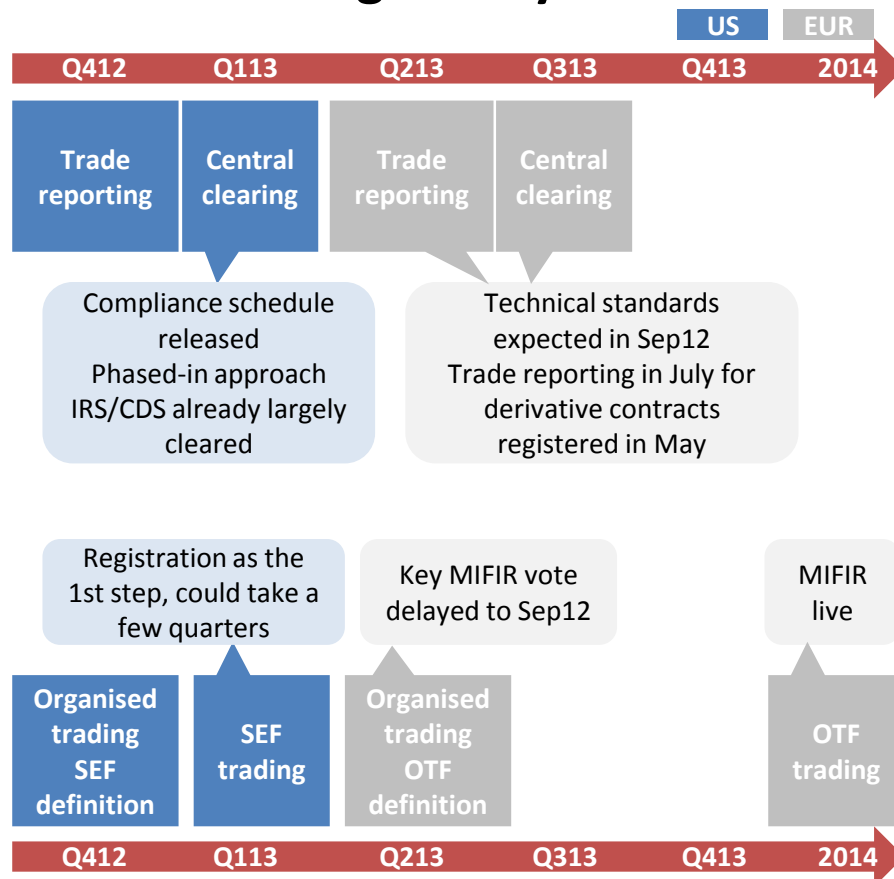 US EUR
Q412 Q113 Q213 Q313 Q413 2014
Trade
reporting
Central
clearing
Trade
reporting
Central
clearing
Compliance schedule
released
Phased-in approach
IRS/CDS already largely
cleared
Technical standards
expected in Sep12
Trade reporting in July for
derivative contracts
registered in May
Registration as the
1st step, could take a
few quarters
Key MIFIR vote
delayed to Sep12
MIFIR
live
Organised
trading
SEF
definition
SEF
trading
Organised
trading
OTF
definition
OTF
trading
Q412 Q113 Q213 Q313 Q413 2014